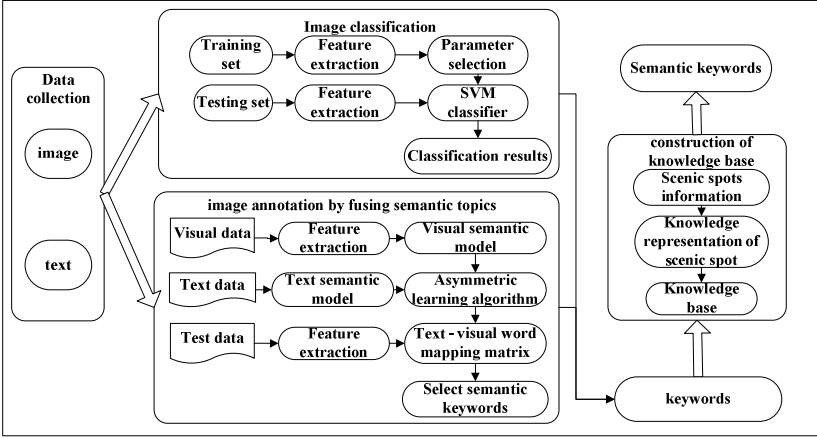 Data
collection
image
text
Image classification
Training
set
Feature
extraction
Parameter
selection
Testing set
Feature
extraction
SVM
classifier
Classification results
image annotation by fusing semantic topics
Visual data
Feature
extraction
Visual semantic
model
Text data
Text semantic
model
Asymmetric
learning algorithm
Test data
Feature
extraction
Text - visual word
mapping matrix
Select semantic
keywords
Semantic keywords
construction of
knowledge base
Scenic spots
information
Knowledge
representation of
scenic spot
Knowledge
base
keywords